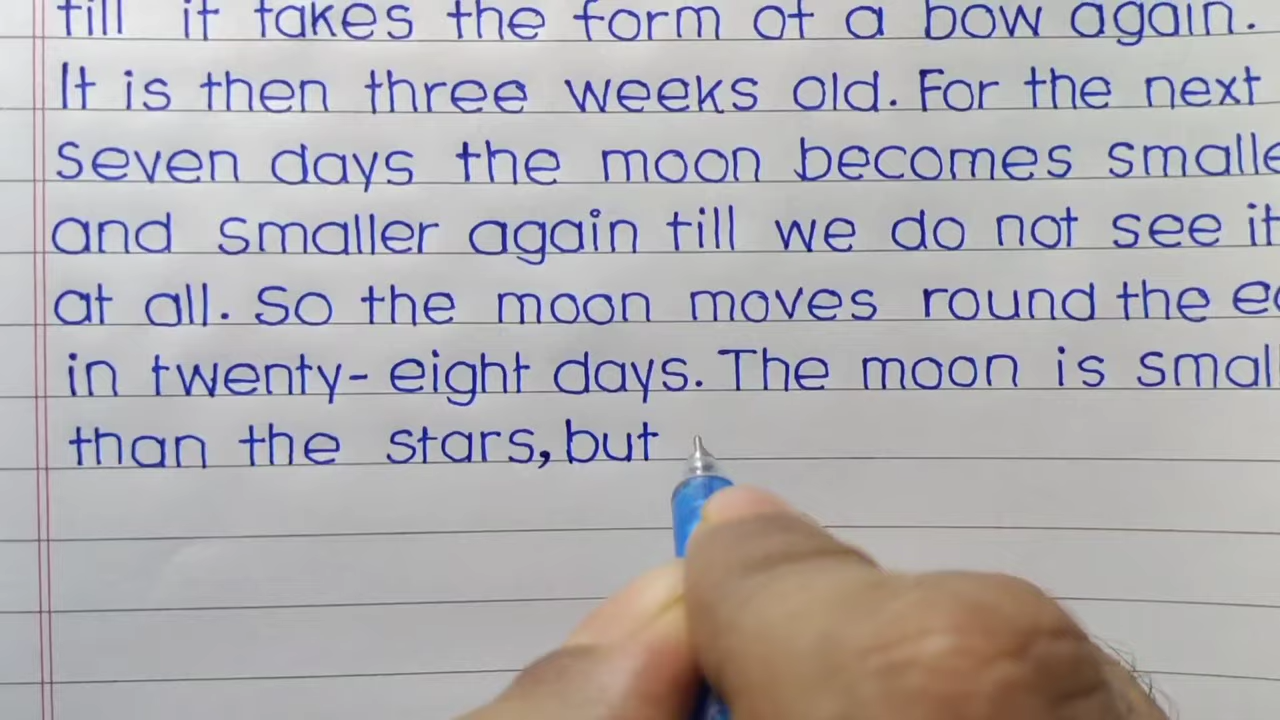 till it takes the form of a bow again.
It is then three weeks old. For the next
seven days the moon becomes smalle
and smaller again till we do not see it
at all. So the moon moves round the ea
in twenty-eight days. The moon is smal
than the stars, but